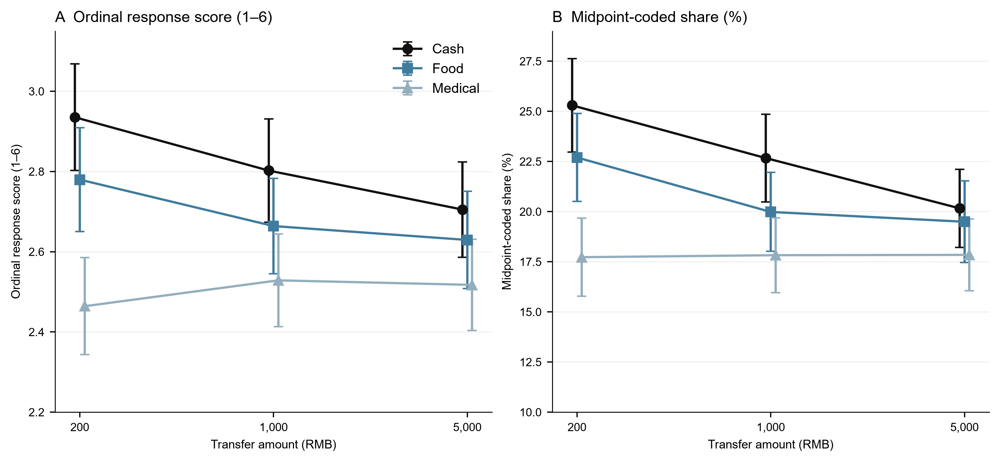 A Ordinal response score (1–6)
Cash
Food
Medical
Ordinal response score (1–6)
3.0
2.8
2.6
2.4
2.2
200 1,000 5,000
Transfer amount (RMB)
B Midpoint-coded share (%)
Midpoint-coded share (%)
27.5
25.0
22.5
20.0
17.5
15.0
12.5
10.0
200 1,000 5,000
Transfer amount (RMB)